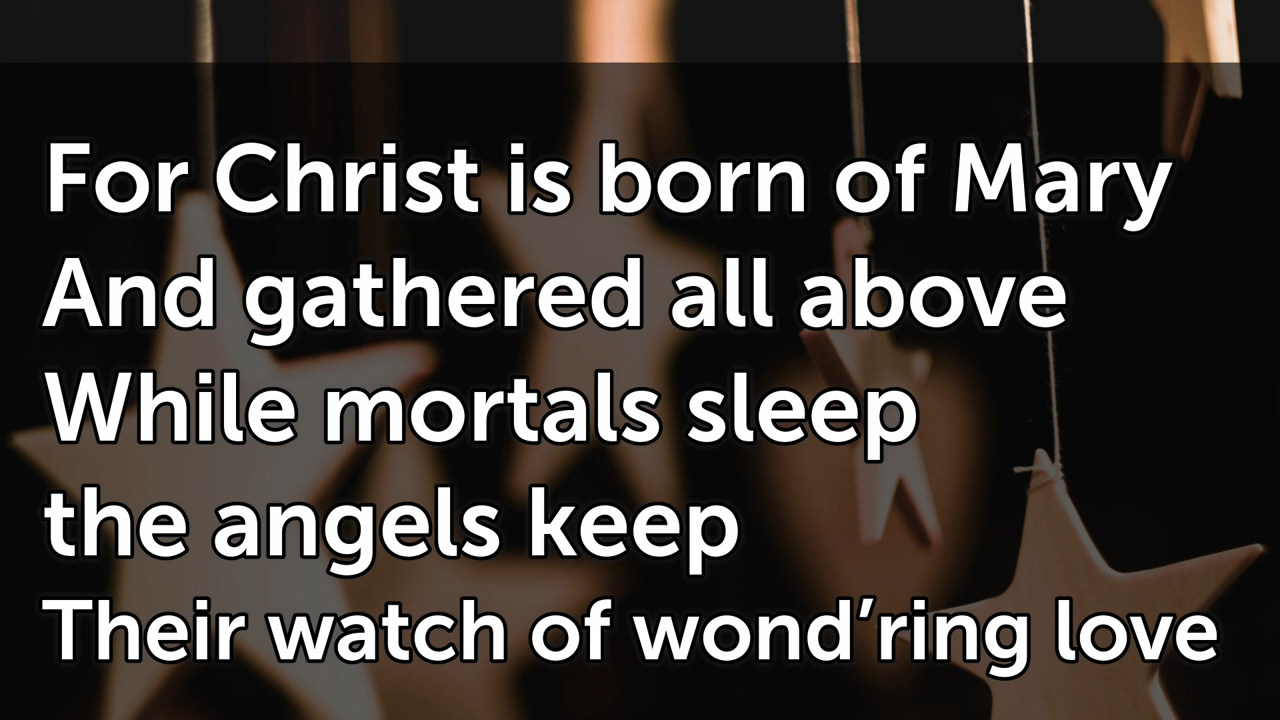 For Christ is born of Mary
And gathered all above
While mortals sleep
the angels keep
Their watch of wond’ring love